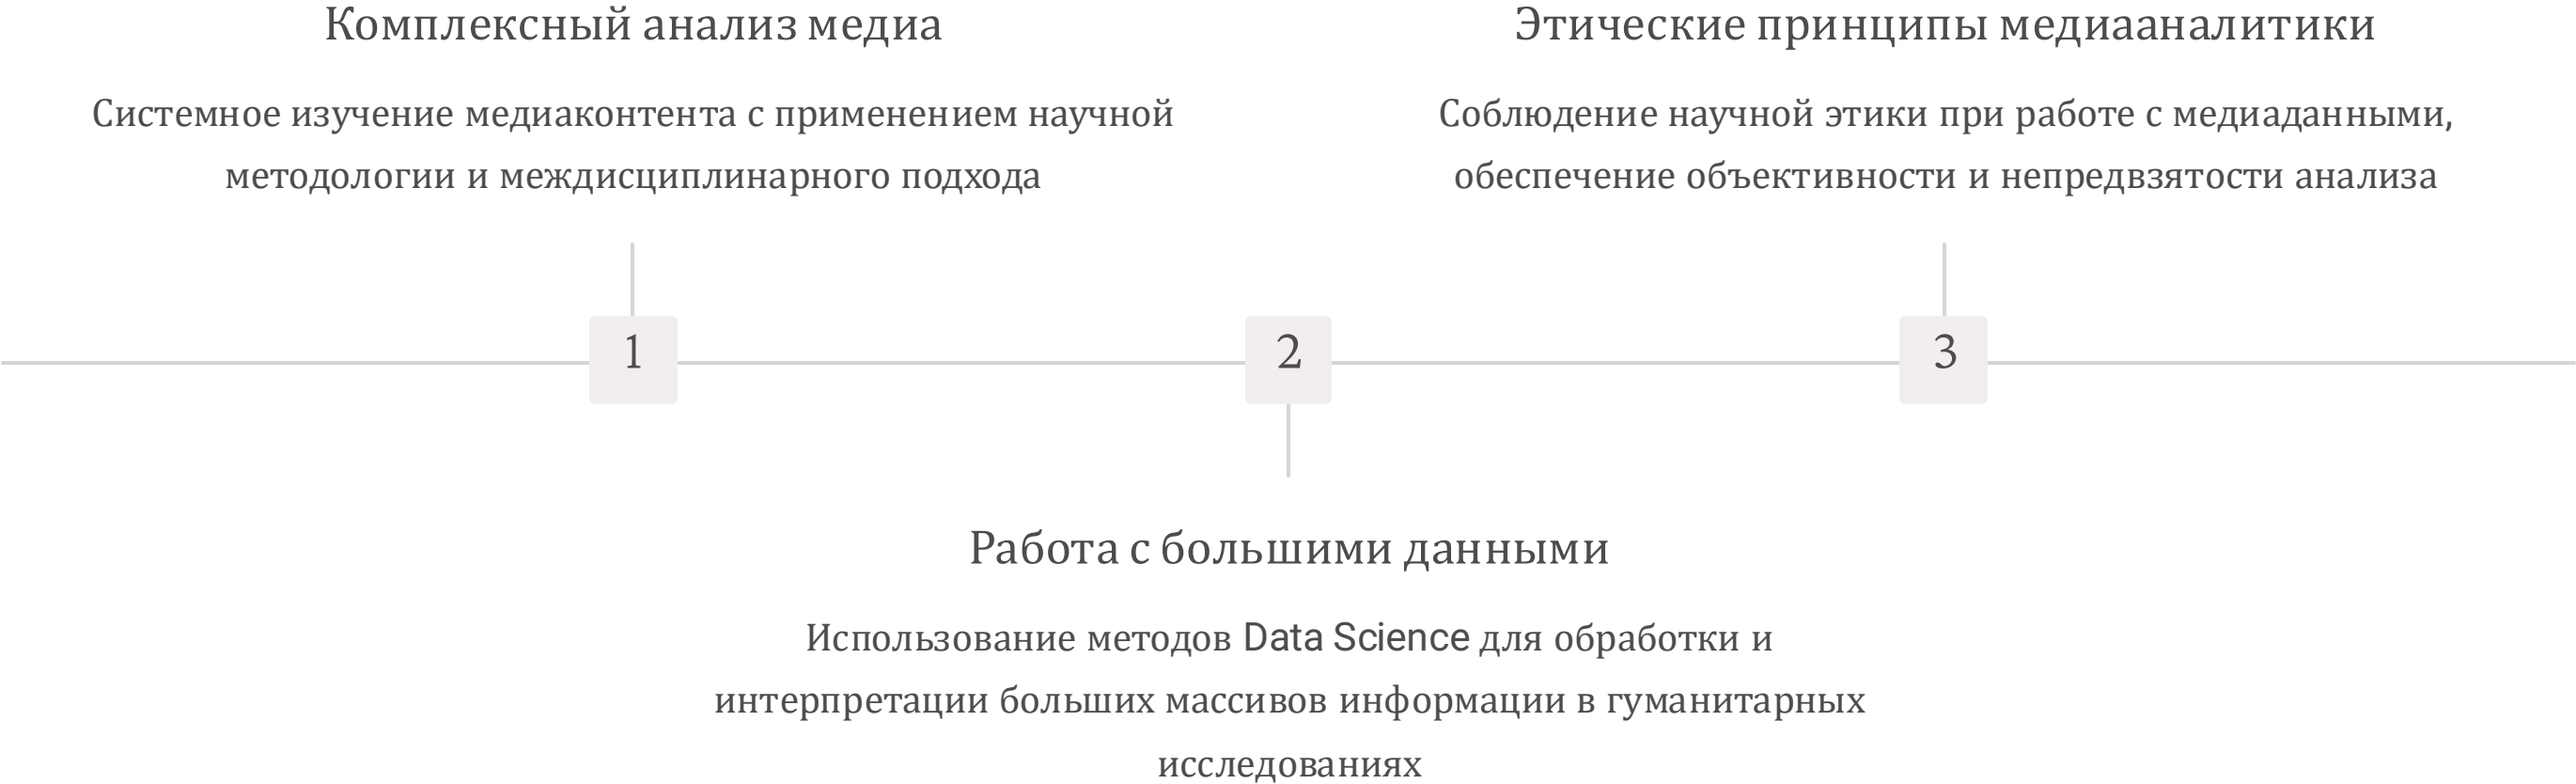 Комплексный анализ медиа
Системное изучение медиаконтента с применением научной
методологии и междисциплинарного подхода
1
2
Работа с большими данными
Использование методов Data Science для обработки и
интерпретации больших массивов информации в гуманитарных
исследованиях
Этические принципы медиааналитики
Соблюдение научной этики при работе с медиаданными,
обеспечение объективности и непредвзятости анализа
3